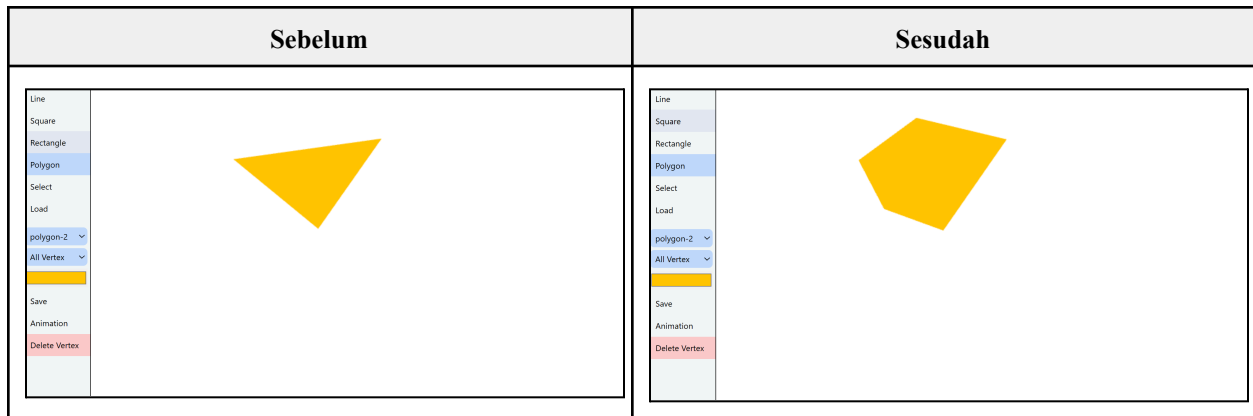 Sebelum
Sesudah
Line
Square
Rectangle
Polygon
Select
Load
polygon-2
All Vertex
Save
Animation
Delete Vertex
Line
Square
Rectangle
Polygon
Select
Load
polygon-2
All Vertex
Save
Animation
Delete Vertex